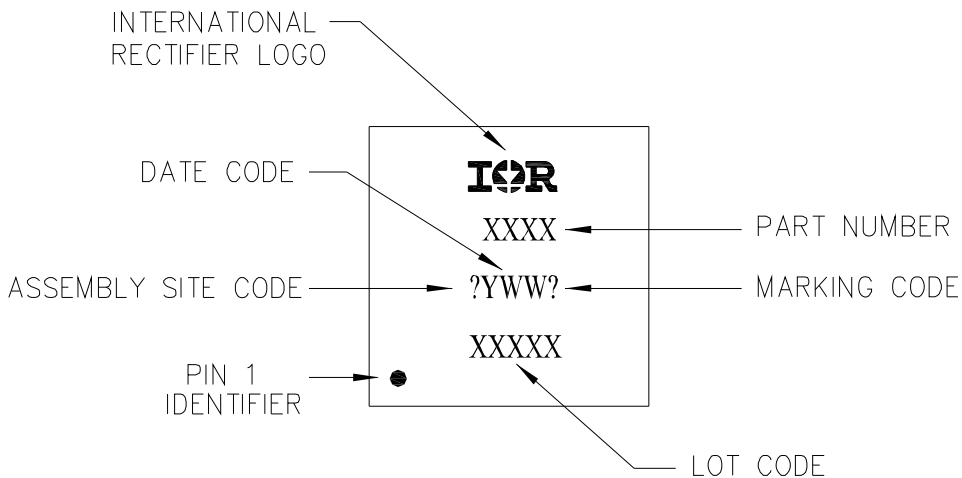 INTERNATIONAL
RECTIFIER LOGO
IOR
DATE CODE
XXXX
PART NUMBER
ASSEMBLY SITE CODE
?YWW?
MARKING CODE
XXXXX
PIN 1
IDENTIFIER
LOT CODE